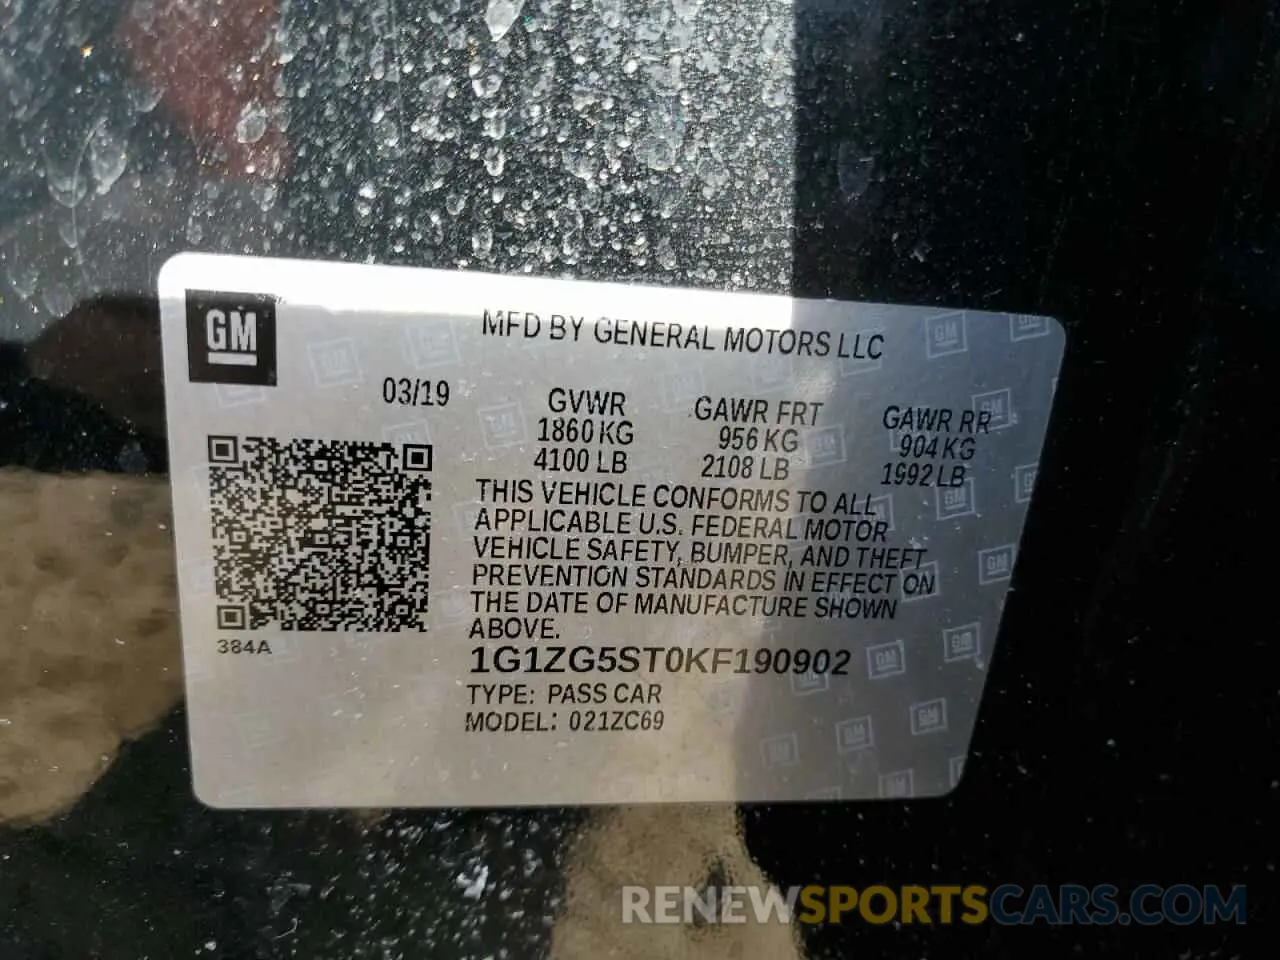 GM
MFD BY GENERAL MOTORS LLC
03/19
GVWR
1860 KG
4100 LB
GAWR FRT
956 KG
2108 LB
GAWR RR
904 KG
1992 LB
THIS VEHICLE CONFORMS TO ALL
APPLICABLE U.S. FEDERAL MOTOR
VEHICLE SAFETY, BUMPER, AND THEFT
PREVENTION STANDARDS IN EFFECT ON
THE DATE OF MANUFACTURE SHOWN
ABOVE.
384A
1G1ZG5ST0KF190902
TYPE: PASS CAR
MODEL: 021ZC69
RENEWSPORTSCARS.COM